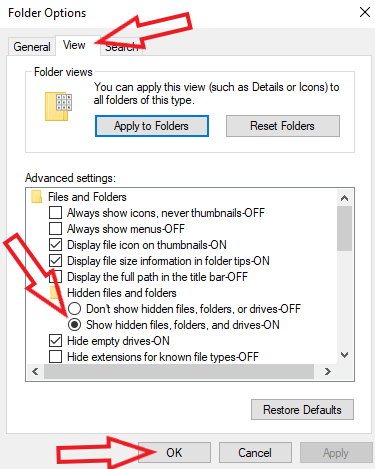 Folder Options
General
View
Search
Folder views
You can apply this view (such as Details or Icons) to
all folders of this type.
Apply to Folders
Reset Folders
Advanced settings:
Files and Folders
Always show icons, never thumbnails-OFF
Always show menus-OFF
Display file icon on thumbnails-ON
Display file size information in folder tips-ON
Display the full path in the title bar-OFF
Hidden files and folders
Don't show hidden files, folders, or drives-OFF
Show hidden files, folders, and drives-ON
Hide empty drives-ON
Hide extensions for known file types-OFF
Restore Defaults
OK
Cancel
Apply